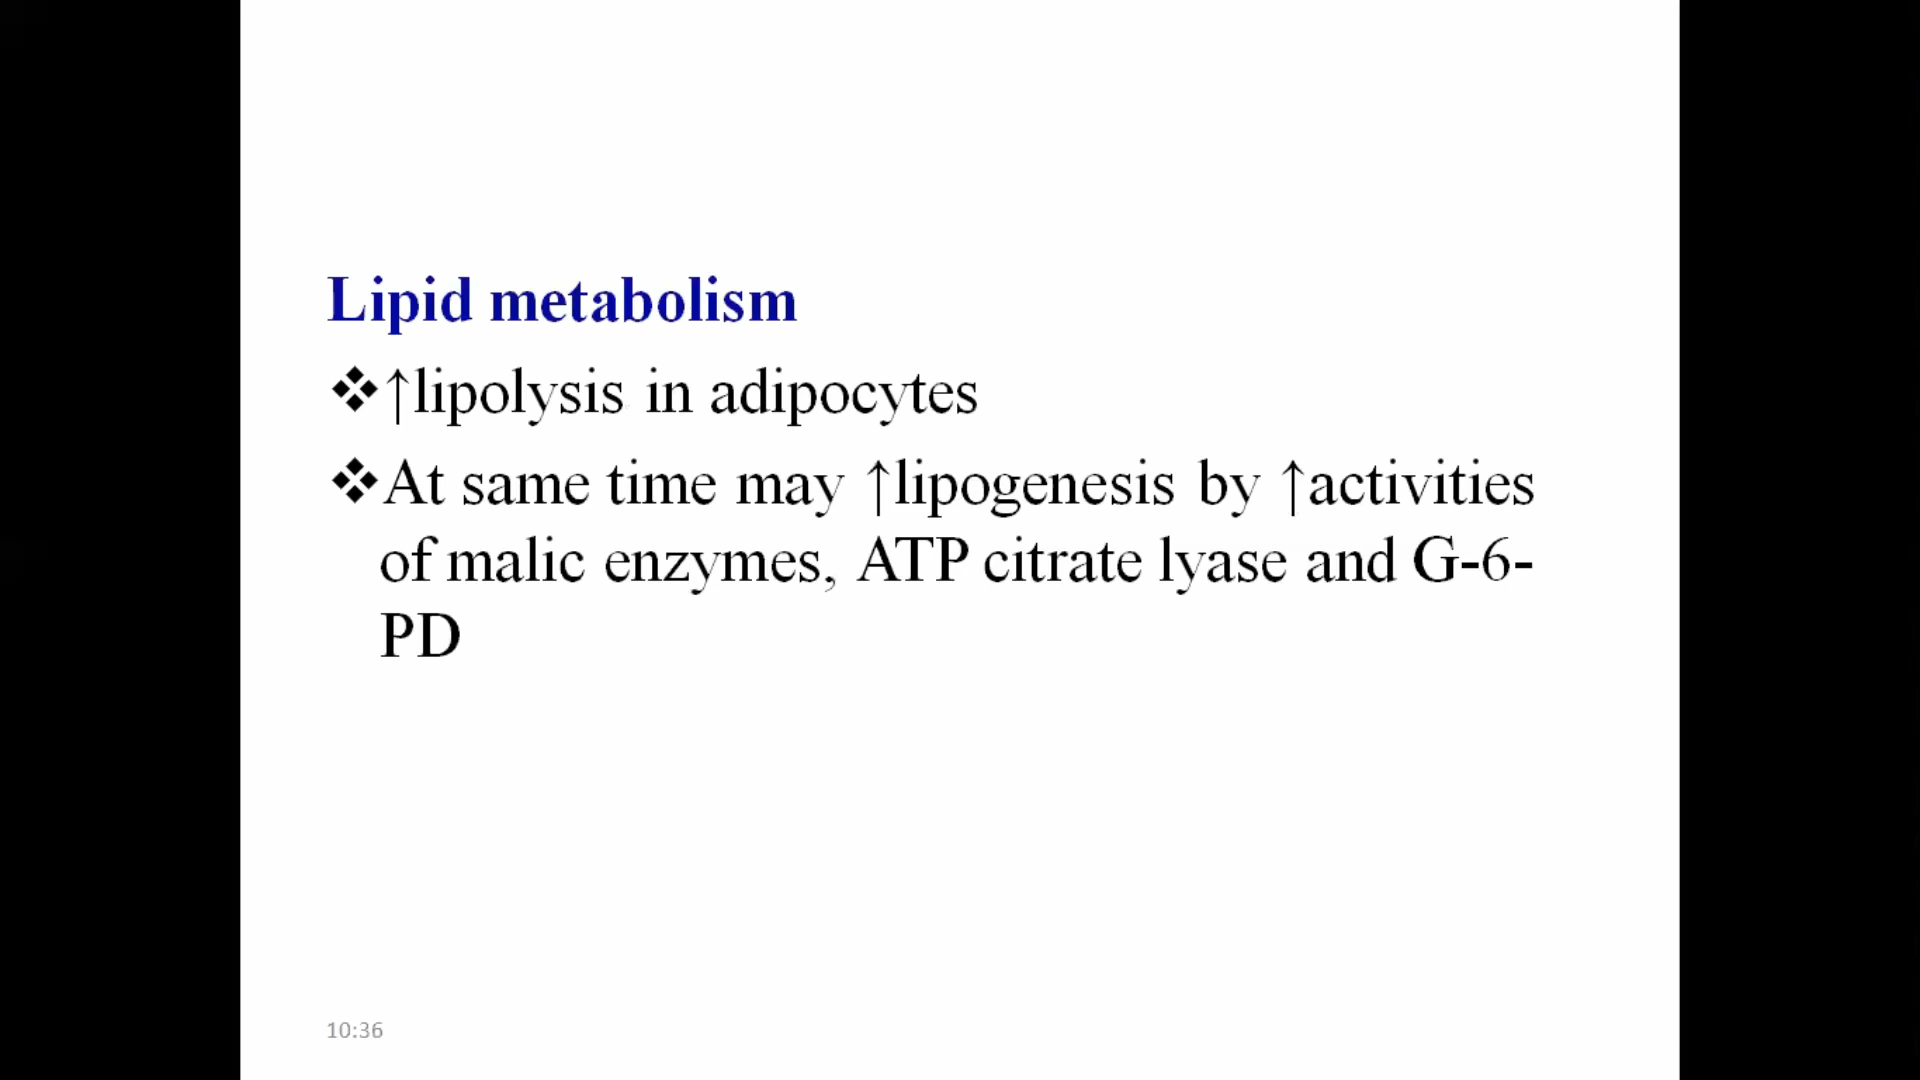 Lipid metabolism
❖↑lipolysis in adipocytes
❖At same time may ↑lipogenesis by ↑activities
of malic enzymes, ATP citrate lyase and G-6-
PD
10:36